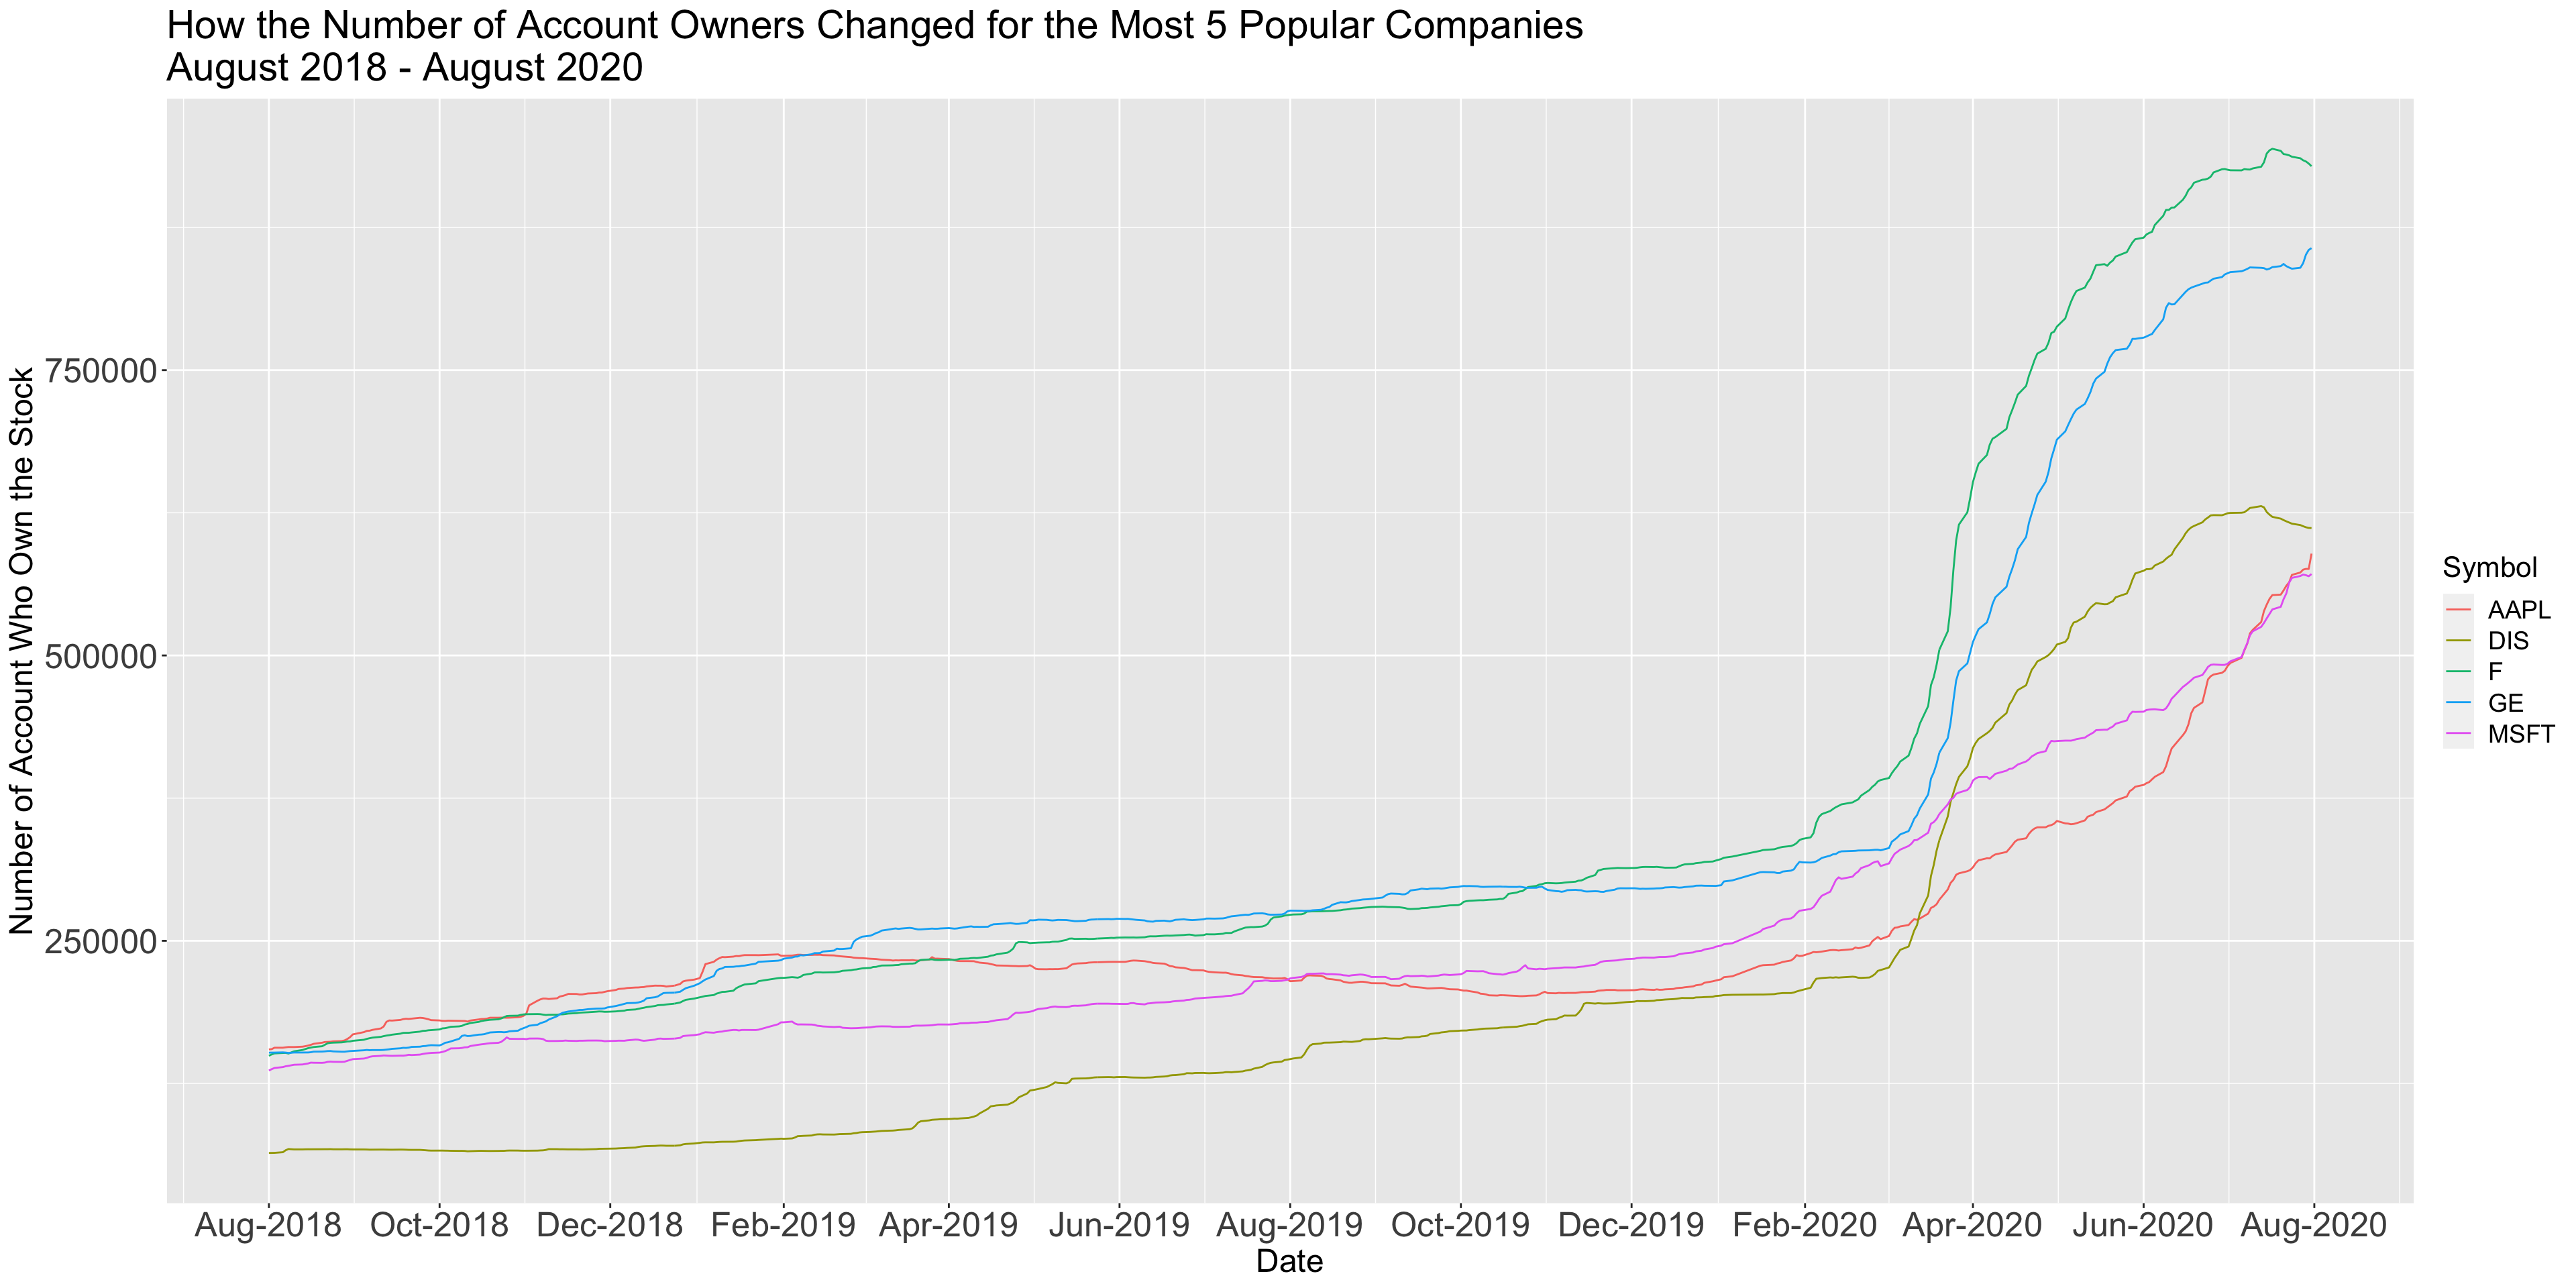 How the Number of Account Owners Changed for the Most 5 Popular Companies
August 2018 - August 2020
Number of Account Who Own the Stock
750000
500000
250000
Aug-2018 Oct-2018 Dec-2018 Feb-2019 Apr-2019 Jun-2019 Aug-2019 Oct-2019 Dec-2019 Feb-2020 Apr-2020 Jun-2020 Aug-2020
Date
Symbol
AAPL
DIS
F
GE
MSFT